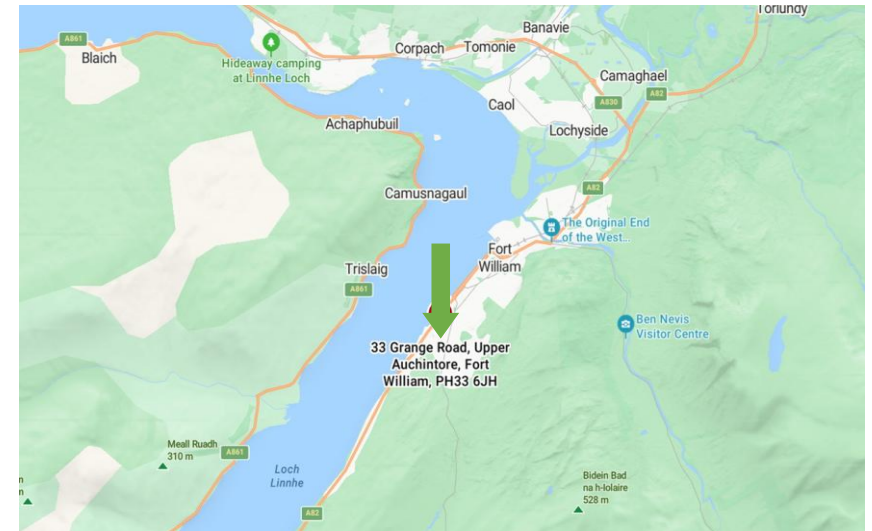 Torlundy
Banavie
A861
Corpach
Tomonie
Blaich
Hideaway camping
at Linnhe Loch
Camaghael
A82
Caol
A830
Achaphubuil
Lochyside
Camusnagaul
A82
The Original End
of the West...
Fort
William
Trislaig
A861
Ben Nevis
Visitor Centre
33 Grange Road, Upper
Auchintore, Fort
William, PH33 6JH
Meall Ruadh
310 m
A861
Loch
Linnhe
Bidein Bad
na h-Iolaire
528 m
A82